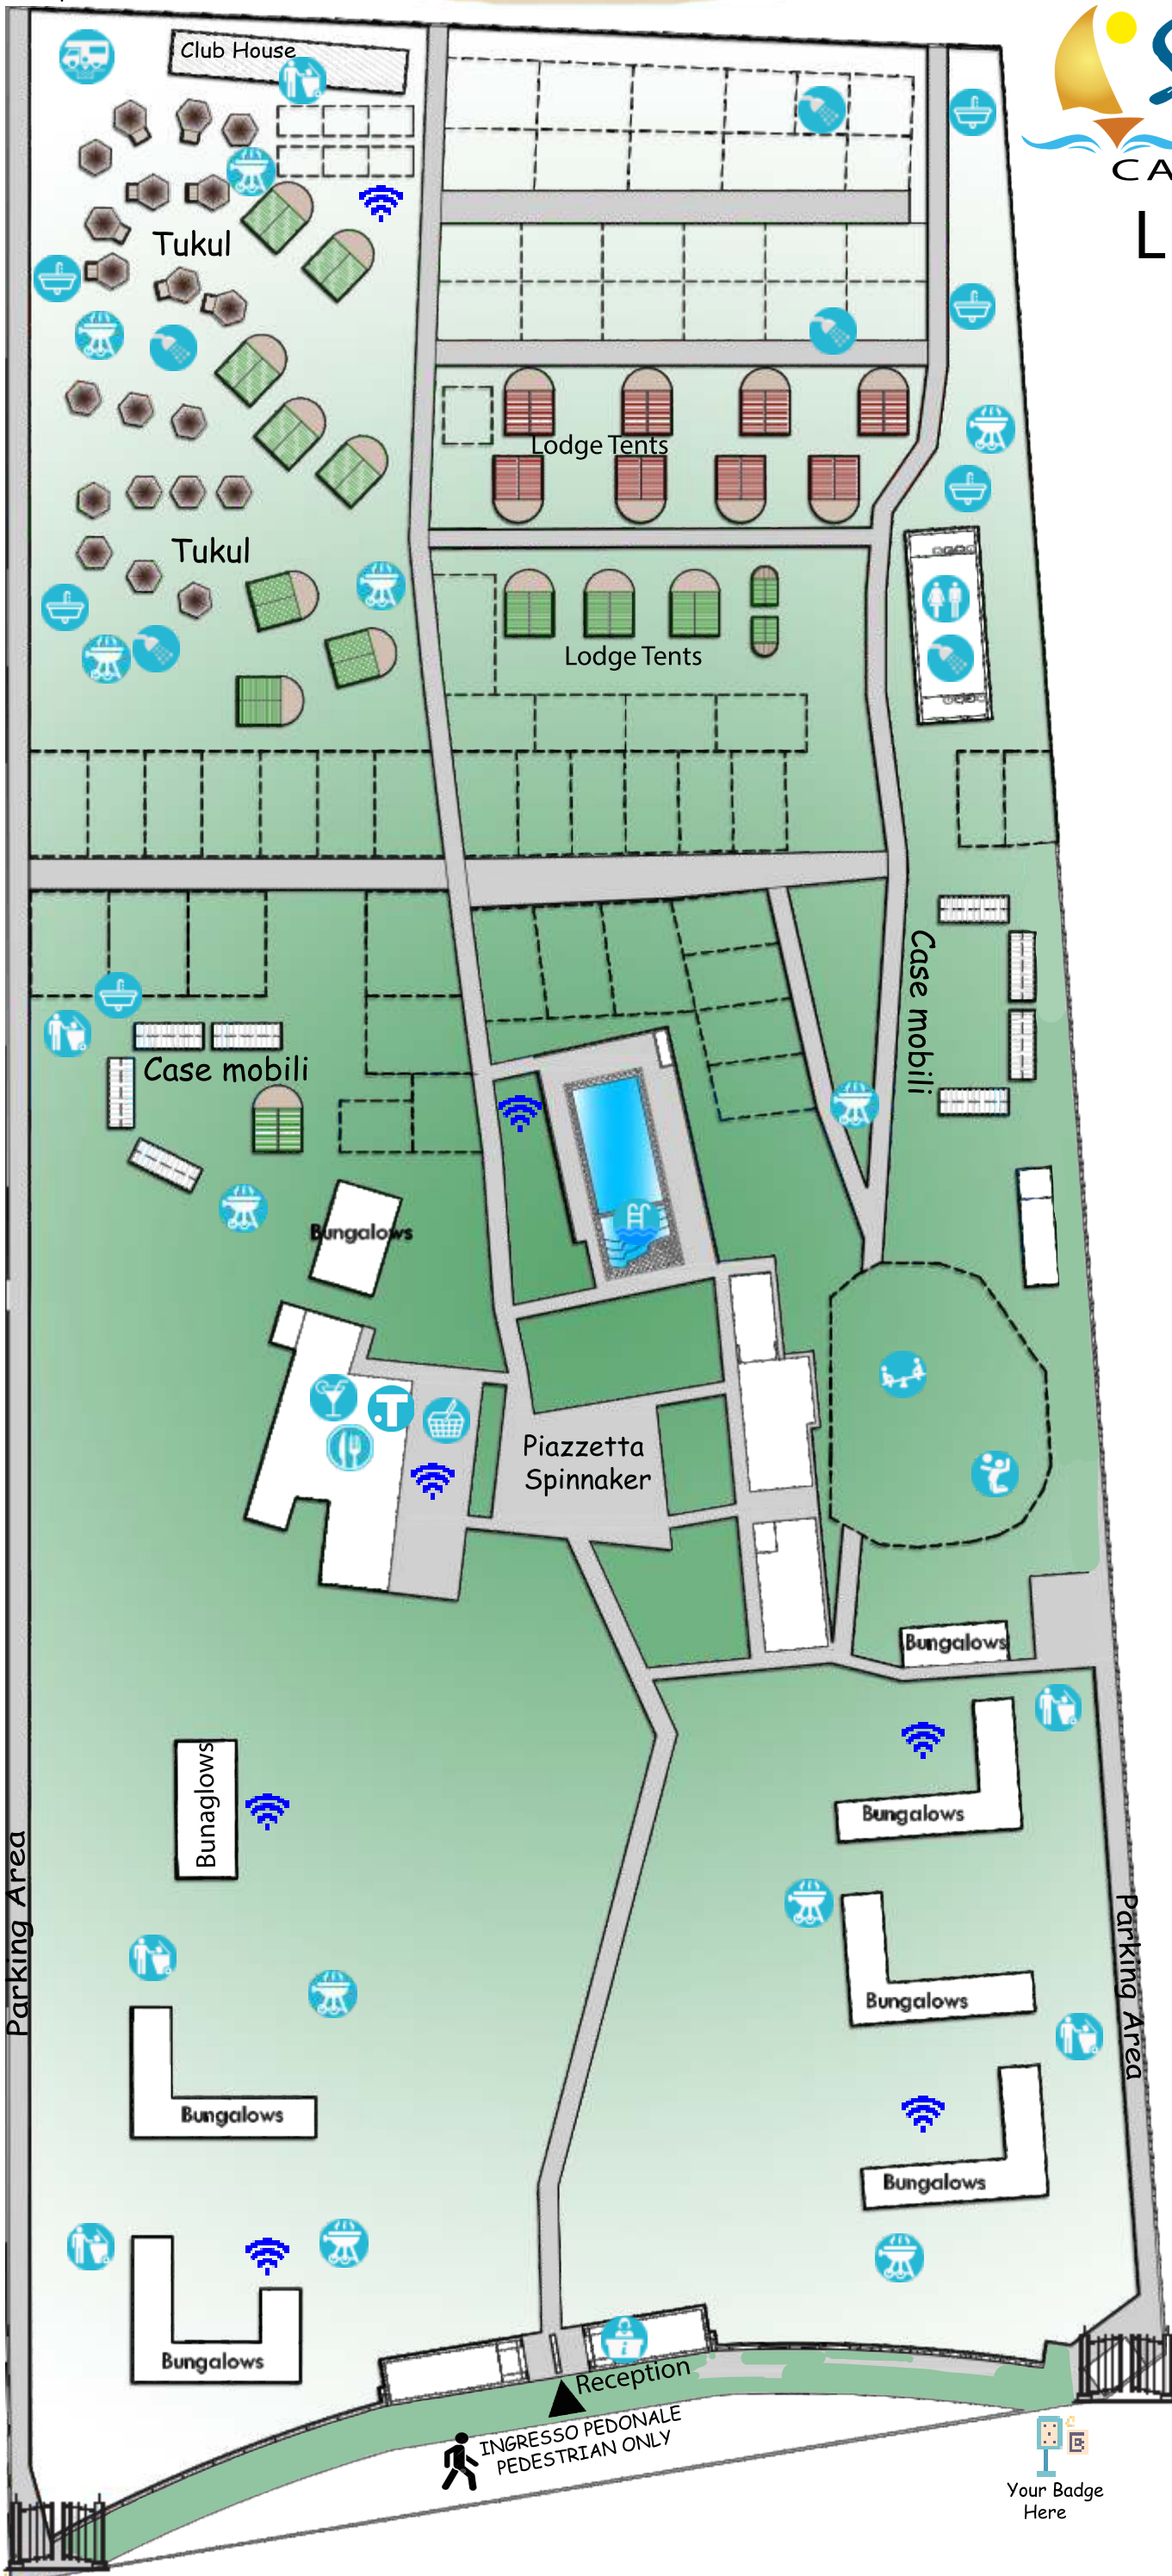 Club House
CA
L
Tukul
Lodge Tents
Tukul
Lodge Tents
Case mobili
Case mobili
Bungalows
T
Piazzetta
Spinnaker
Bungalows
Bunaglows
Bungalows
Parking Area
Parking Area
Bungalows
Bungalows
Bungalows
Bungalows
Reception
INGRESSO PEDONALE
PEDESTRIAN ONLY
Your Badge
Here